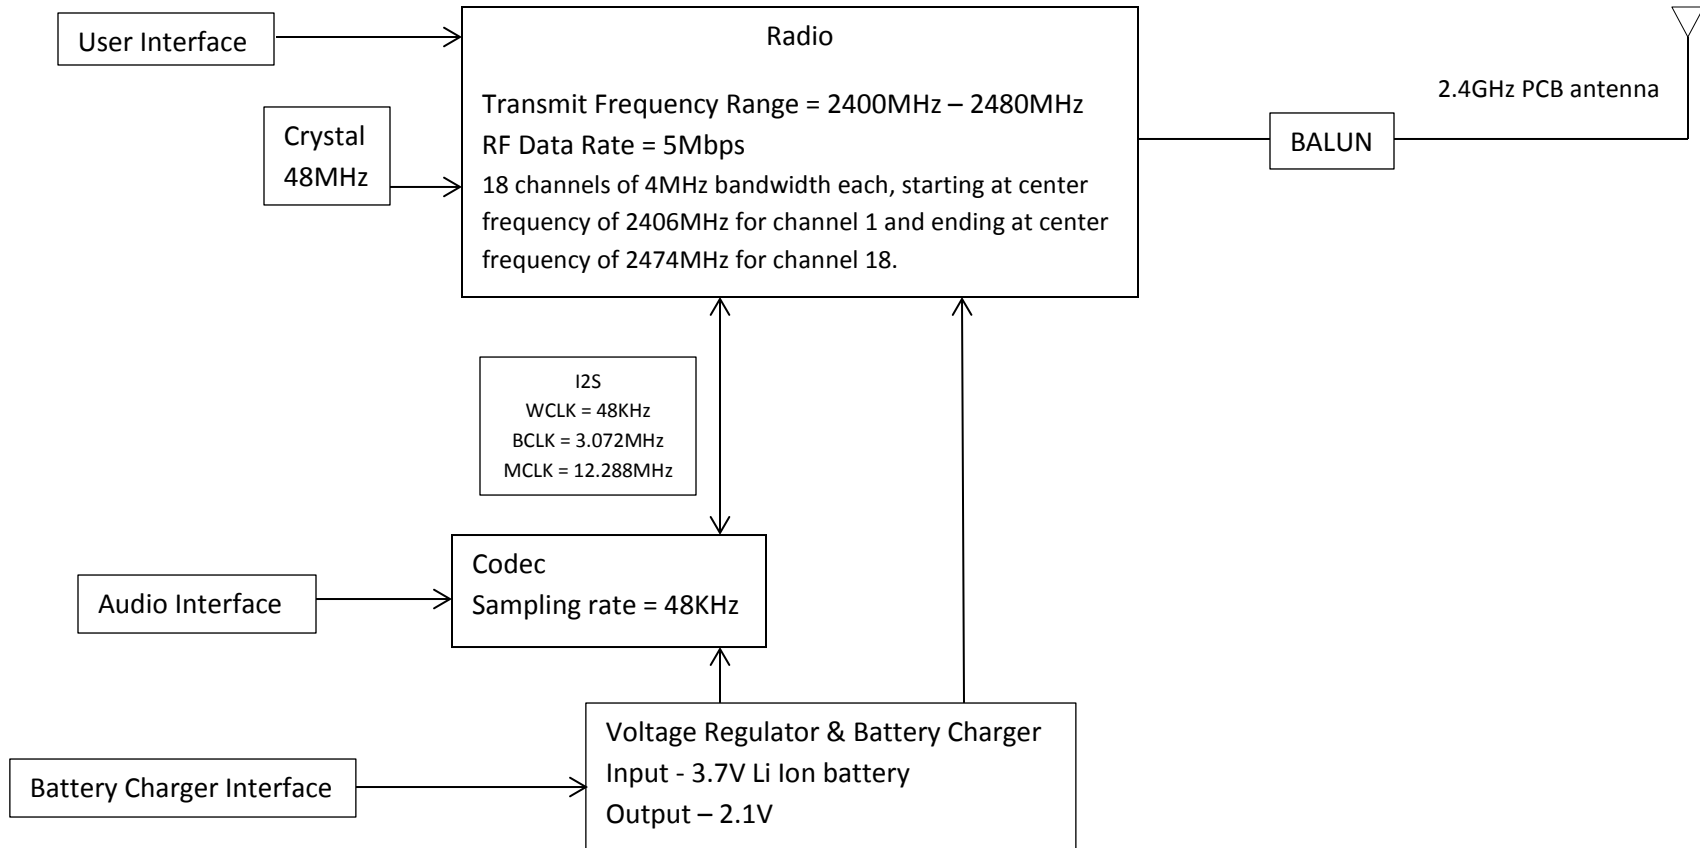 User Interface
Crystal
48MHz
Radio
Transmit Frequency Range = 2400MHz – 2480MHz
RF Data Rate = 5Mbps
18 channels of 4MHz bandwidth each, starting at center
frequency of 2406MHz for channel 1 and ending at center
frequency of 2474MHz for channel 18.
BALUN
2.4GHz PCB antenna
I2S
WCLK = 48KHz
BCLK = 3.072MHz
MCLK = 12.288MHz
Audio Interface
Codec
Sampling rate = 48KHz
Battery Charger Interface
Voltage Regulator & Battery Charger
Input - 3.7V Li Ion battery
Output – 2.1V